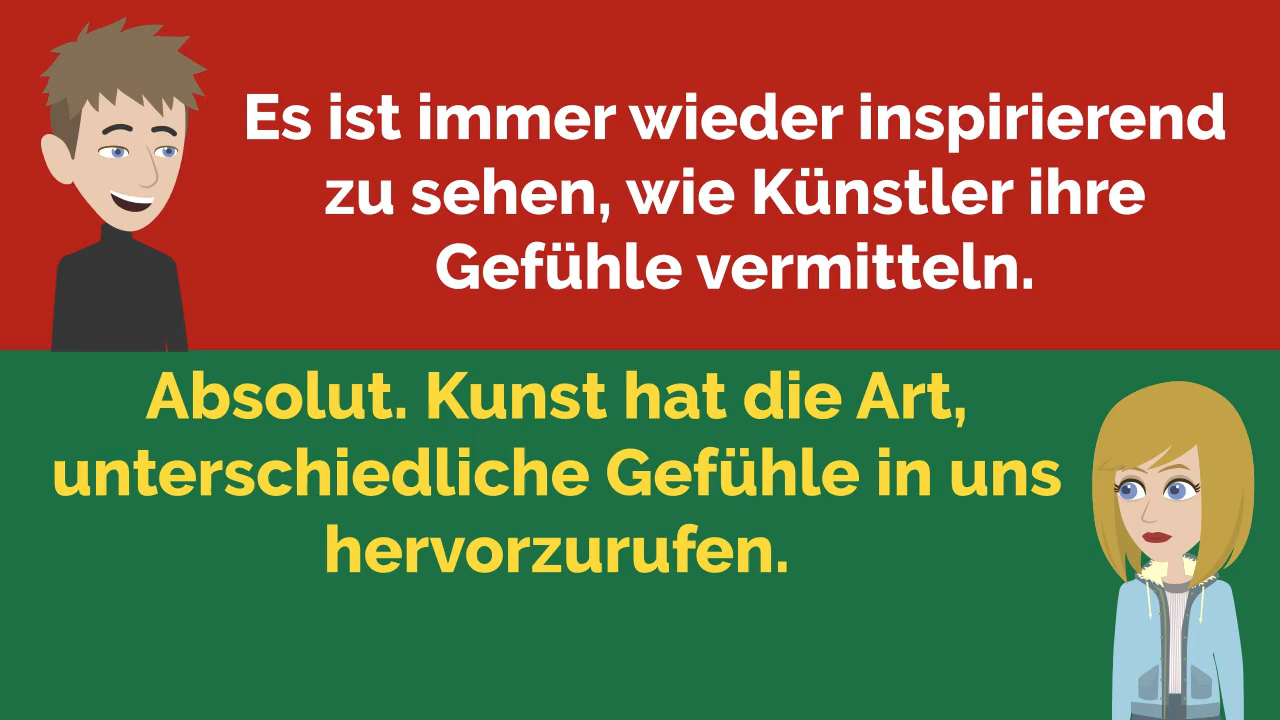 Es ist immer wieder inspirierend
zu sehen, wie Künstler ihre
Gefühle vermitteln.
Absolut. Kunst hat die Art,
unterschiedliche Gefühle in uns
hervorzurufen.